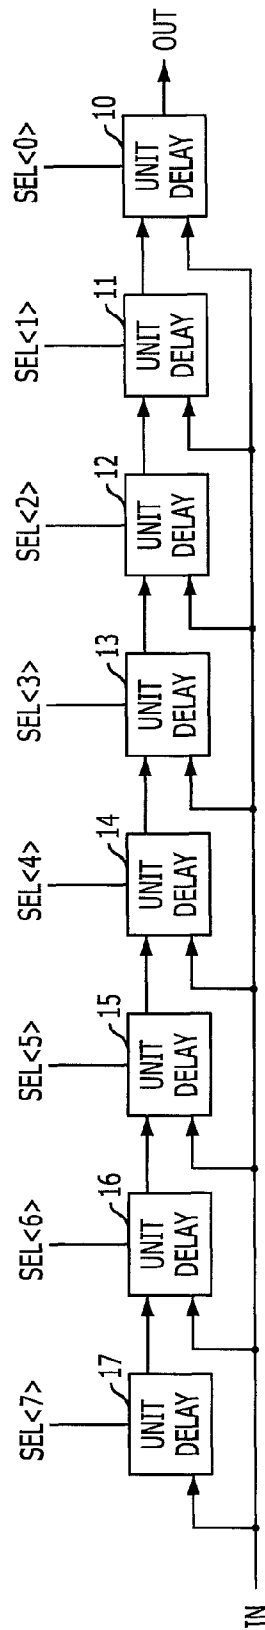 SEL<7>
SEL<6>
SEL<5>
SEL<4>
SEL<3>
SEL<2>
SEL<1>
SEL<0>
17
16
15
14
13
12
11
10
UNIT
DELAY
UNIT
DELAY
UNIT
DELAY
UNIT
DELAY
UNIT
DELAY
UNIT
DELAY
UNIT
DELAY
UNIT
DELAY
OUT
IN